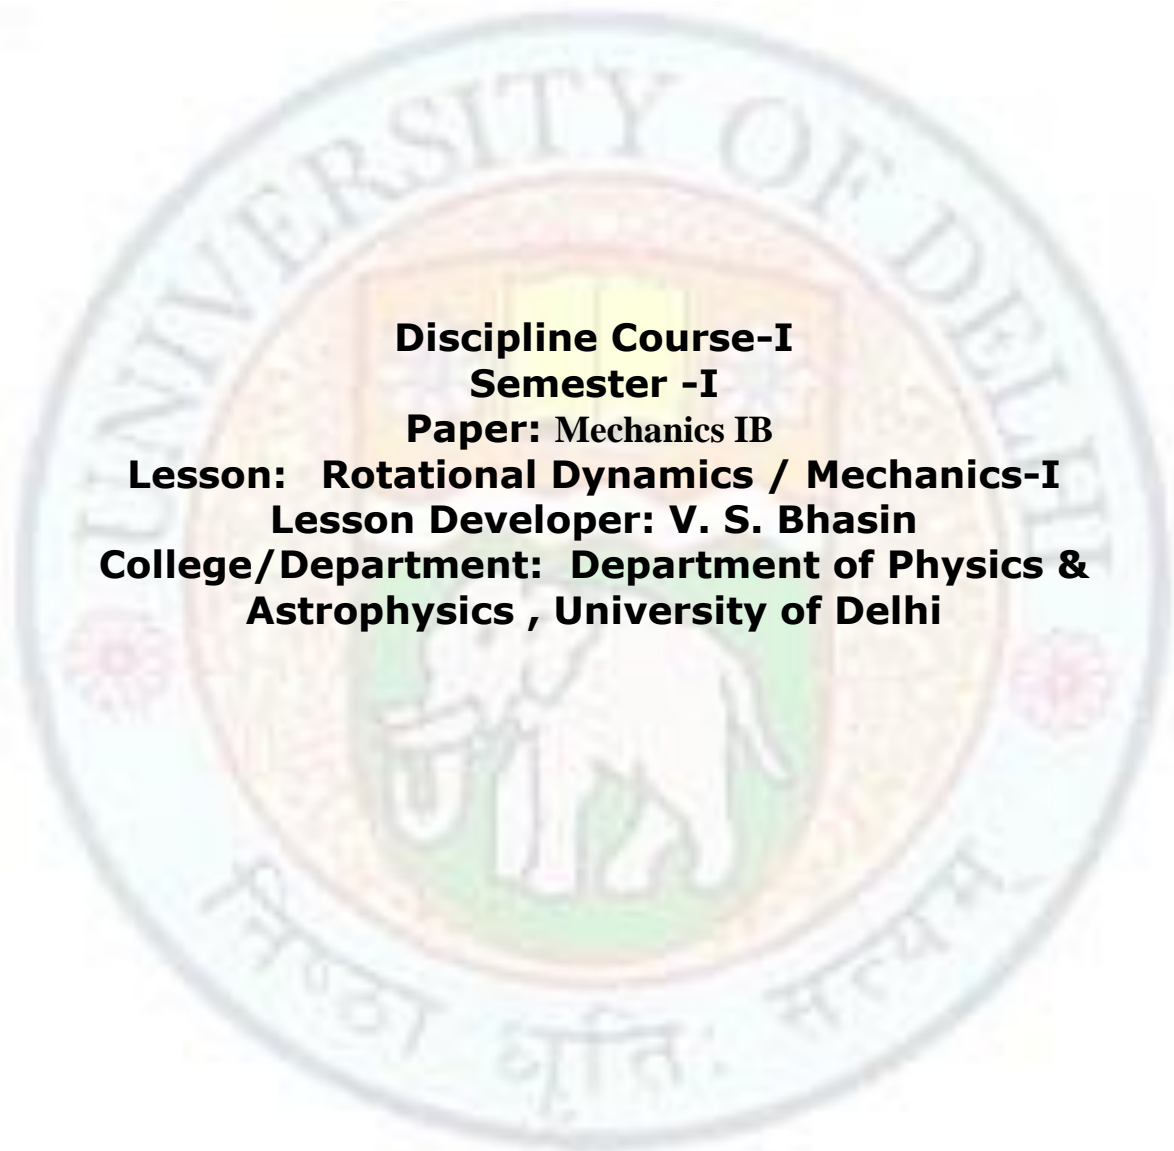 UNIVERSITY OF DELHI
Discipline Course-I
Semester -I
Paper: Mechanics IB
Lesson: Rotational Dynamics / Mechanics-I
Lesson Developer: V. S. Bhasin
College/Department: Department of Physics &
Astrophysics , University of Delhi